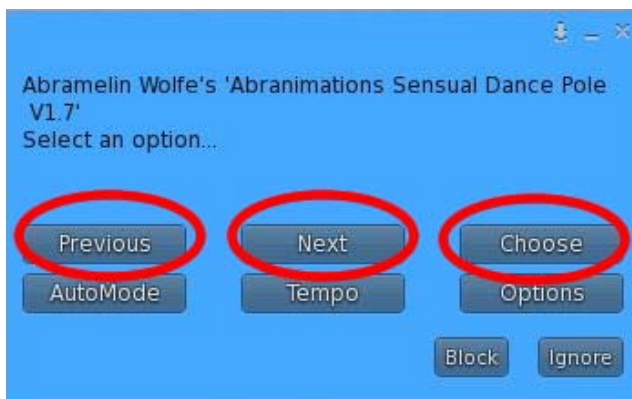 Abramelin Wolfe's 'Abranimations Sensual Dance Pole
V1.7'
Select an option...
Previous Next Choose
AutoMode Tempo Options
Block Ignore